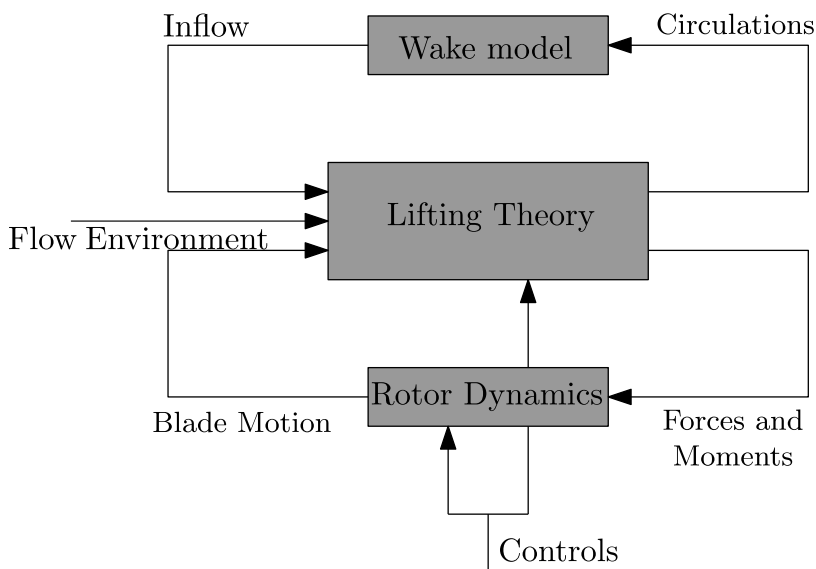 Inflow
Circulations
Wake model
Lifting Theory
Flow Environment
Rotor Dynamics
Blade Motion
Forces and
Moments
Controls